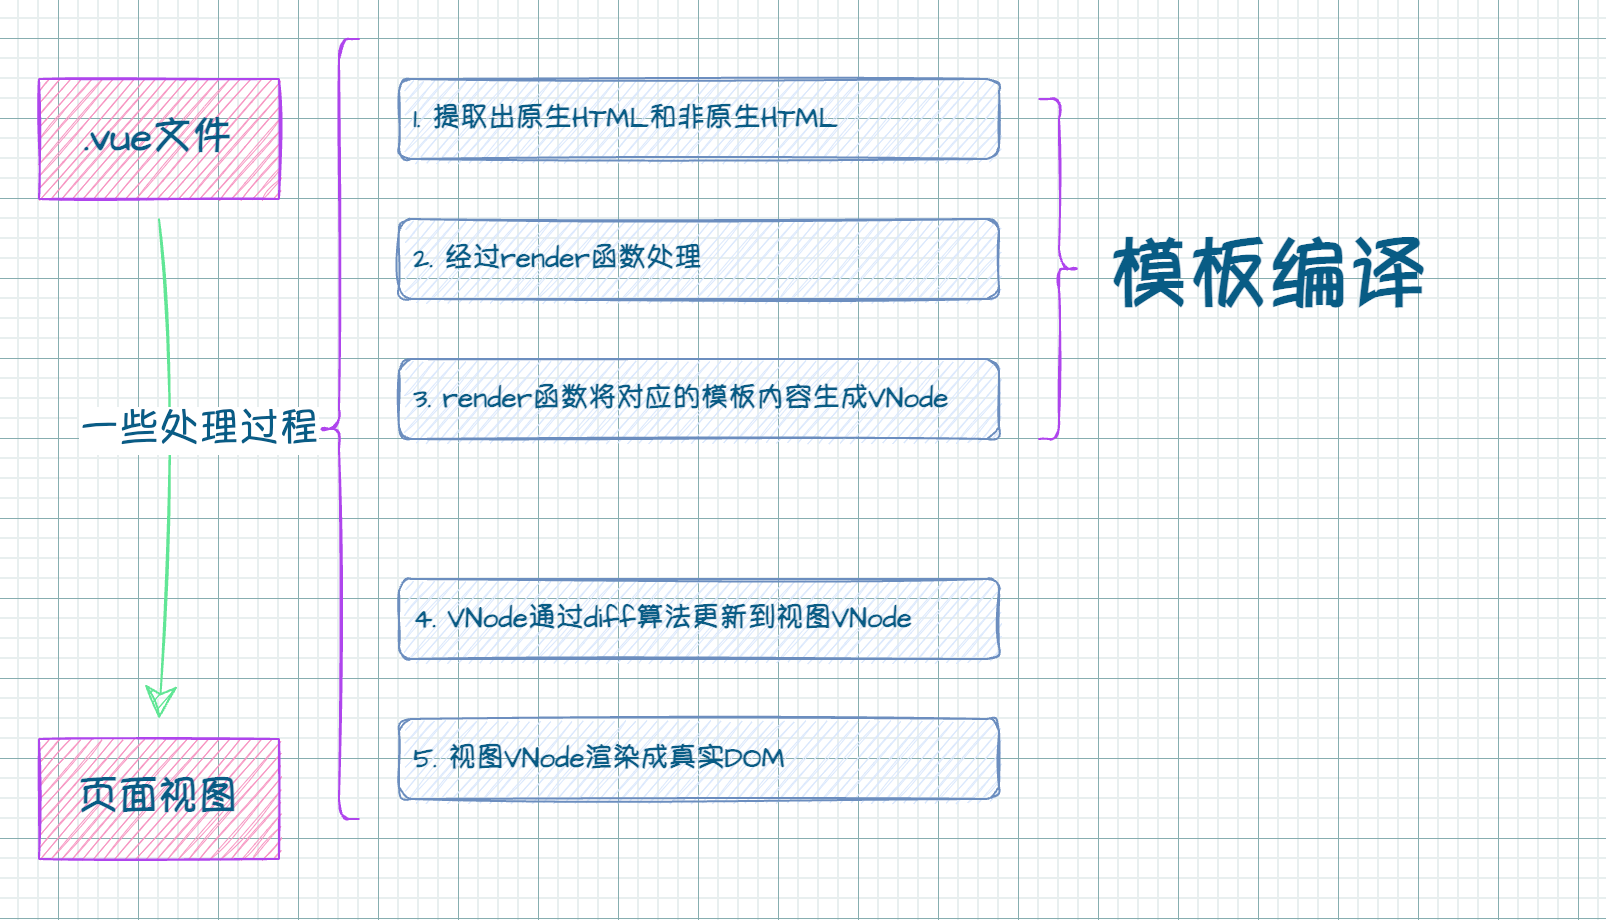 .vue文件
一些处理过程
页面视图
1. 提取出原生HTML和非原生HTML
2. 经过render函数处理
3. render函数将对应的模板内容生成VNode
模板编译
4. VNode通过diff算法更新到视图VNode
5. 视图VNode渲染成真实DOM